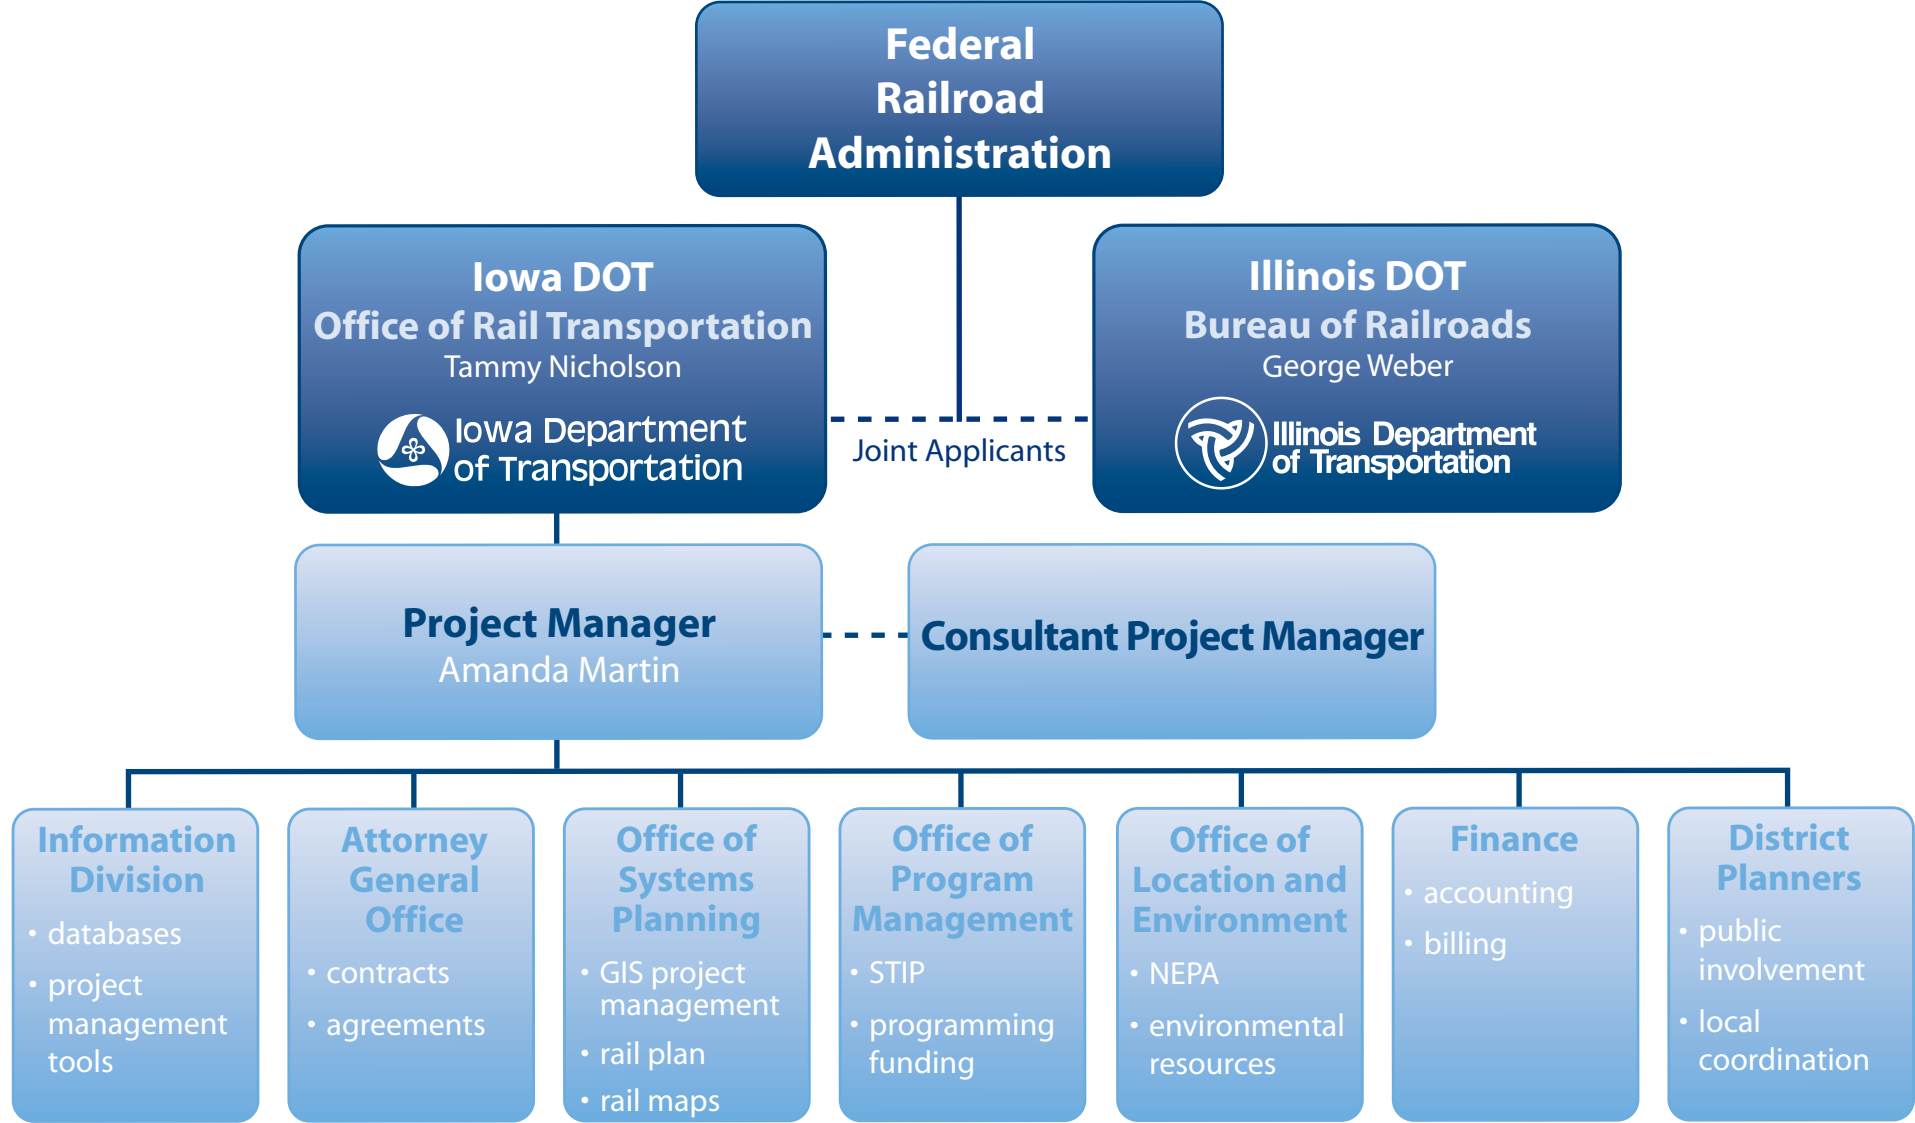 Federal
Railroad
Administration
Iowa DOT
Office of Rail Transportation
Tammy Nicholson
Iowa Department
of Transportation
Joint Applicants
Illinois DOT
Bureau of Railroads
George Weber
Illinois Department
of Transportation
Project Manager
Amanda Martin
Consultant Project Manager
Information
Division
• databases
• project
management
tools
Attorney
General
Office
• contracts
• agreements
Office of
Systems
Planning
• GIS project
management
• rail plan
• rail maps
Office of
Program
Management
• STIP
• programming
funding
Office of
Location and
Environment
• NEPA
• environmental
resources
Finance
• accounting
• billing
District
Planners
• public
involvement
• local
coordination